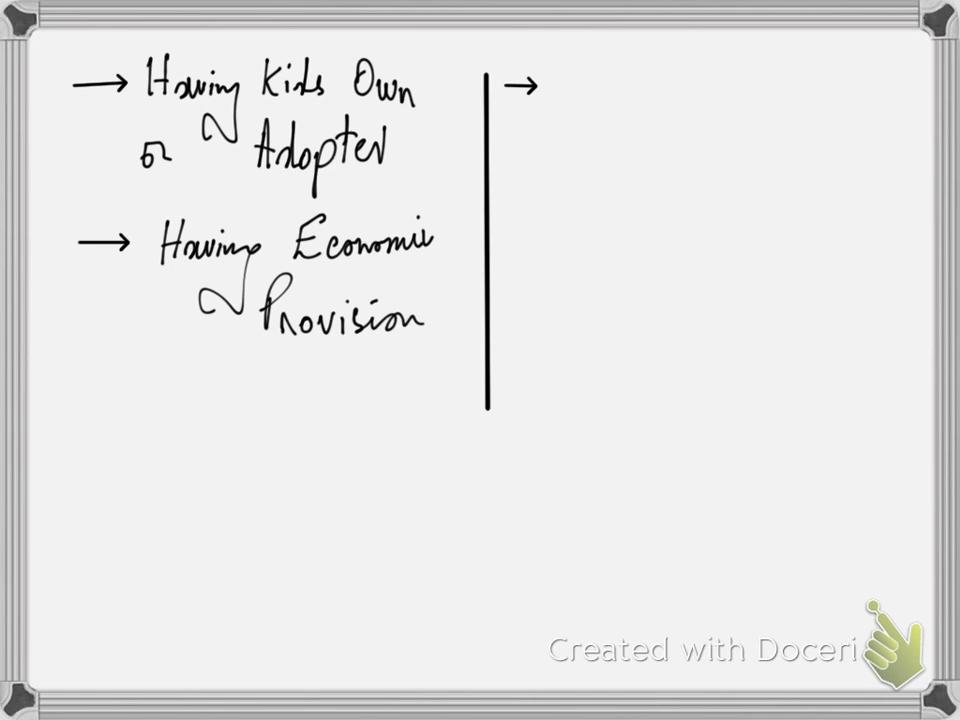 → Having Kids Own
or Adopted
→ Having Economic
Provision
→
Created with Doceri